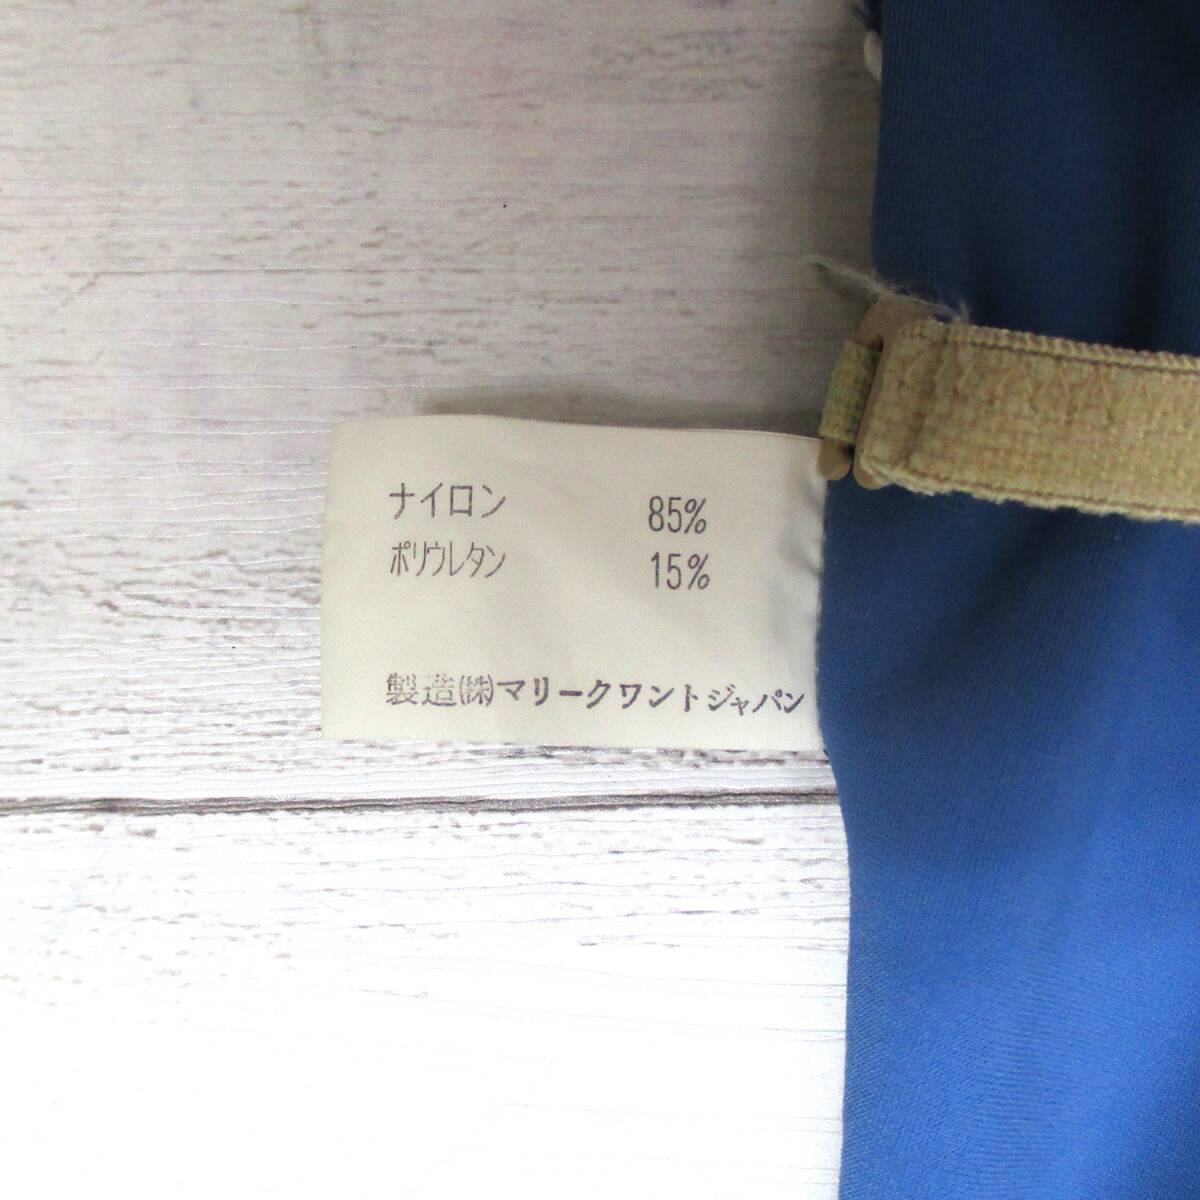 ナイロン 85%
ポリウレタン 15%
製造(株)マリークワントジャパン